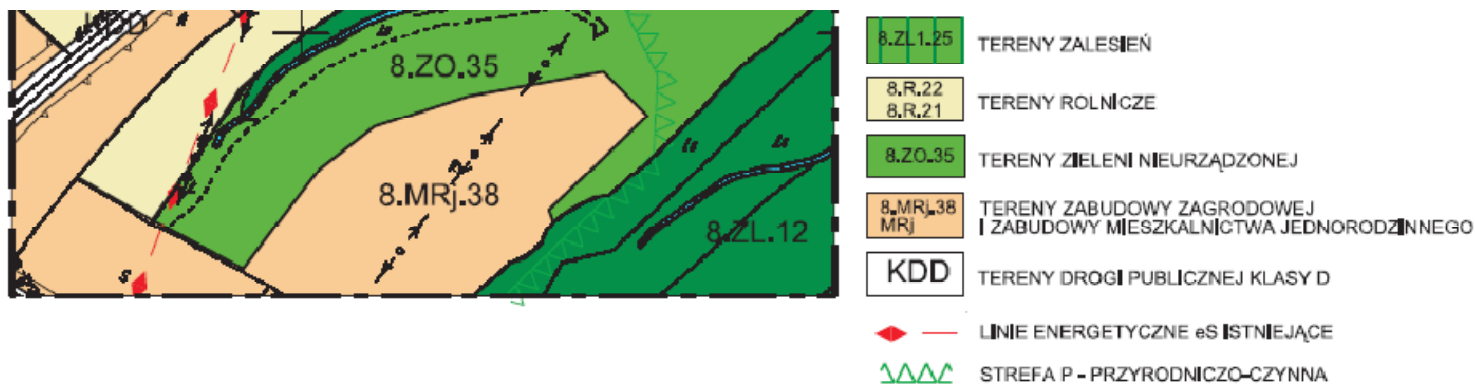 8.ZO.35
8.MRj.38
8.ZL.12
8.ZL1.25 TERENY ZALESIEŃ
8.R.22
8.R.21
TERENY ROLNICZE
8.ZO.35 TERENY ZIELENI NIEURZĄDZONEJ
8.MRj.38
MRj
TERENY ZABUDOWY ZAGRODOWEJ
I ZABUDOWY MIESZKALNICTWA JEDNORODZINNEGO
KDD TERENY DROGI PUBLICZNEJ KLASY D
LINIE ENERGETYCZNE eS ISTNIEJĄCE
STREFA P - PRZYRODNICZO-CZYNNA